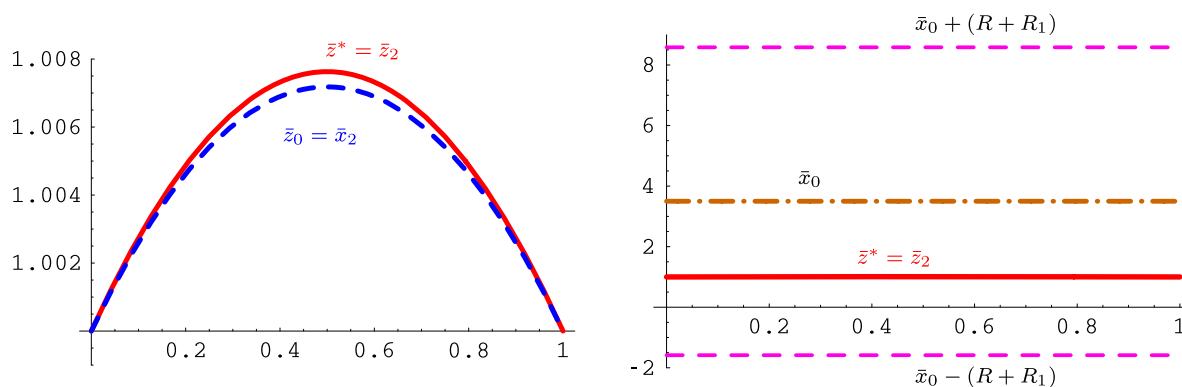 z̄* = z̄₂
1.008
1.006
z̄₀ = x̄₂
1.004
1.002
0.2 0.4 0.6 0.8 1
x̄₀ + (R + R₁)
8
6
x̄₀
4
z̄* = z̄₂
2
0.2 0.4 0.6 0.8 1
-2
x̄₀ − (R + R₁)